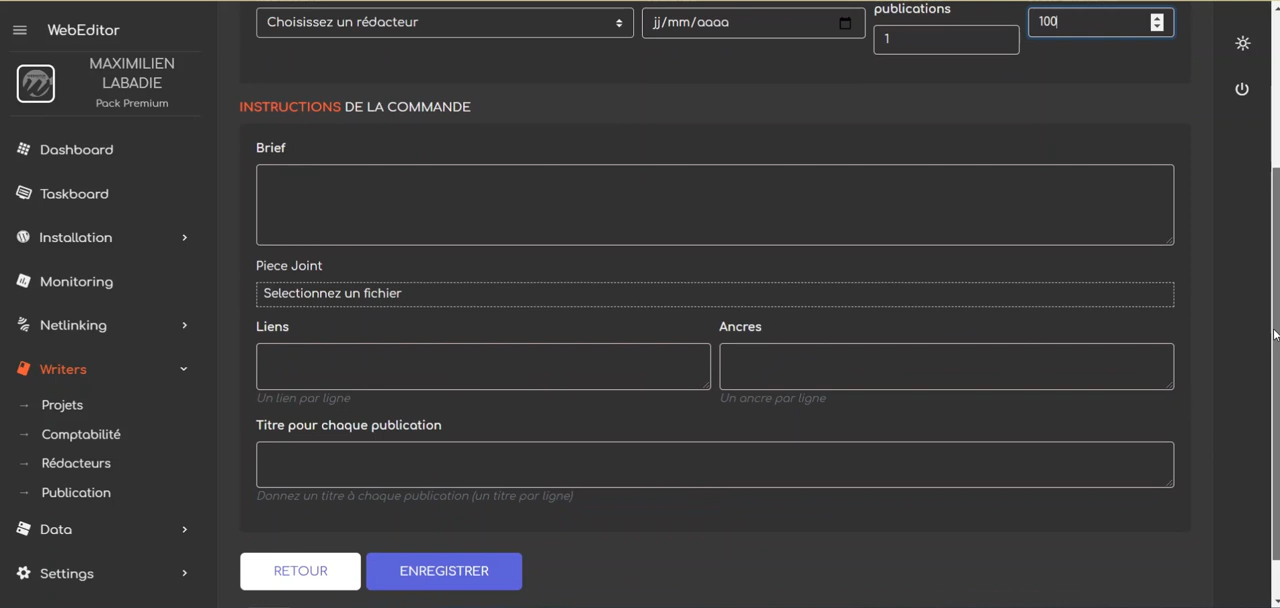 WebEditor
MAXIMILIEN
LABADIE
Pack Premium
Dashboard
Taskboard
Installation
Monitoring
Netlinking
Writers
Projets
Comptabilité
Rédacteurs
Publication
Data
Settings
Choisissez un rédacteur
jj/mm/aaaa
publications
1
100
INSTRUCTIONS DE LA COMMANDE
Brief
Piece Joint
Selectionnez un fichier
Liens
Ancres
Un lien par ligne
Un ancre par ligne
Titre pour chaque publication
Donnez un titre à chaque publication (un titre par ligne)
RETOUR
ENREGISTRER